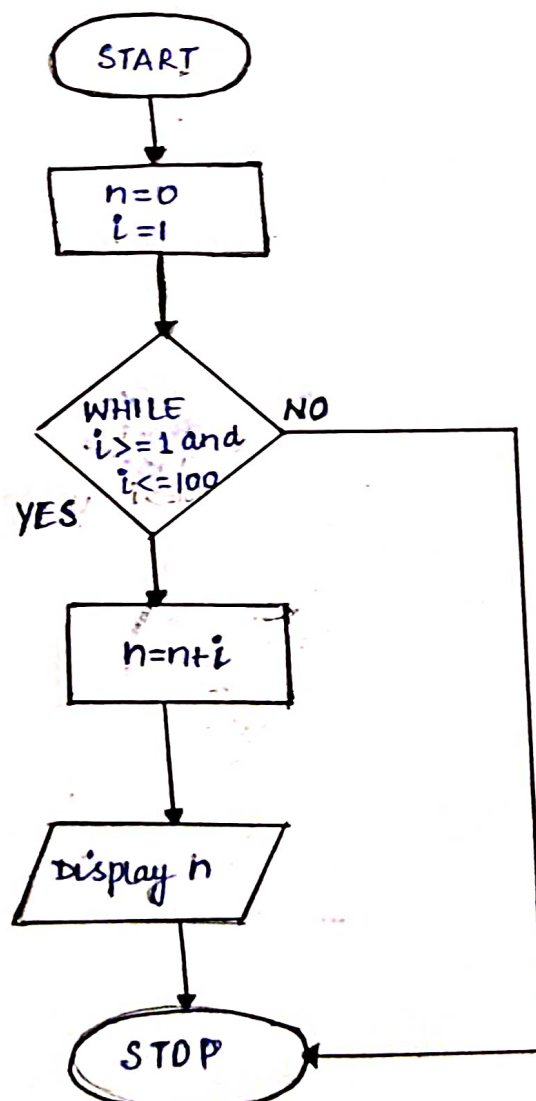 START
n=0
i=1
WHILE
i>=1 and
i<=100
NO
YES
n=n+i
Display n
STOP